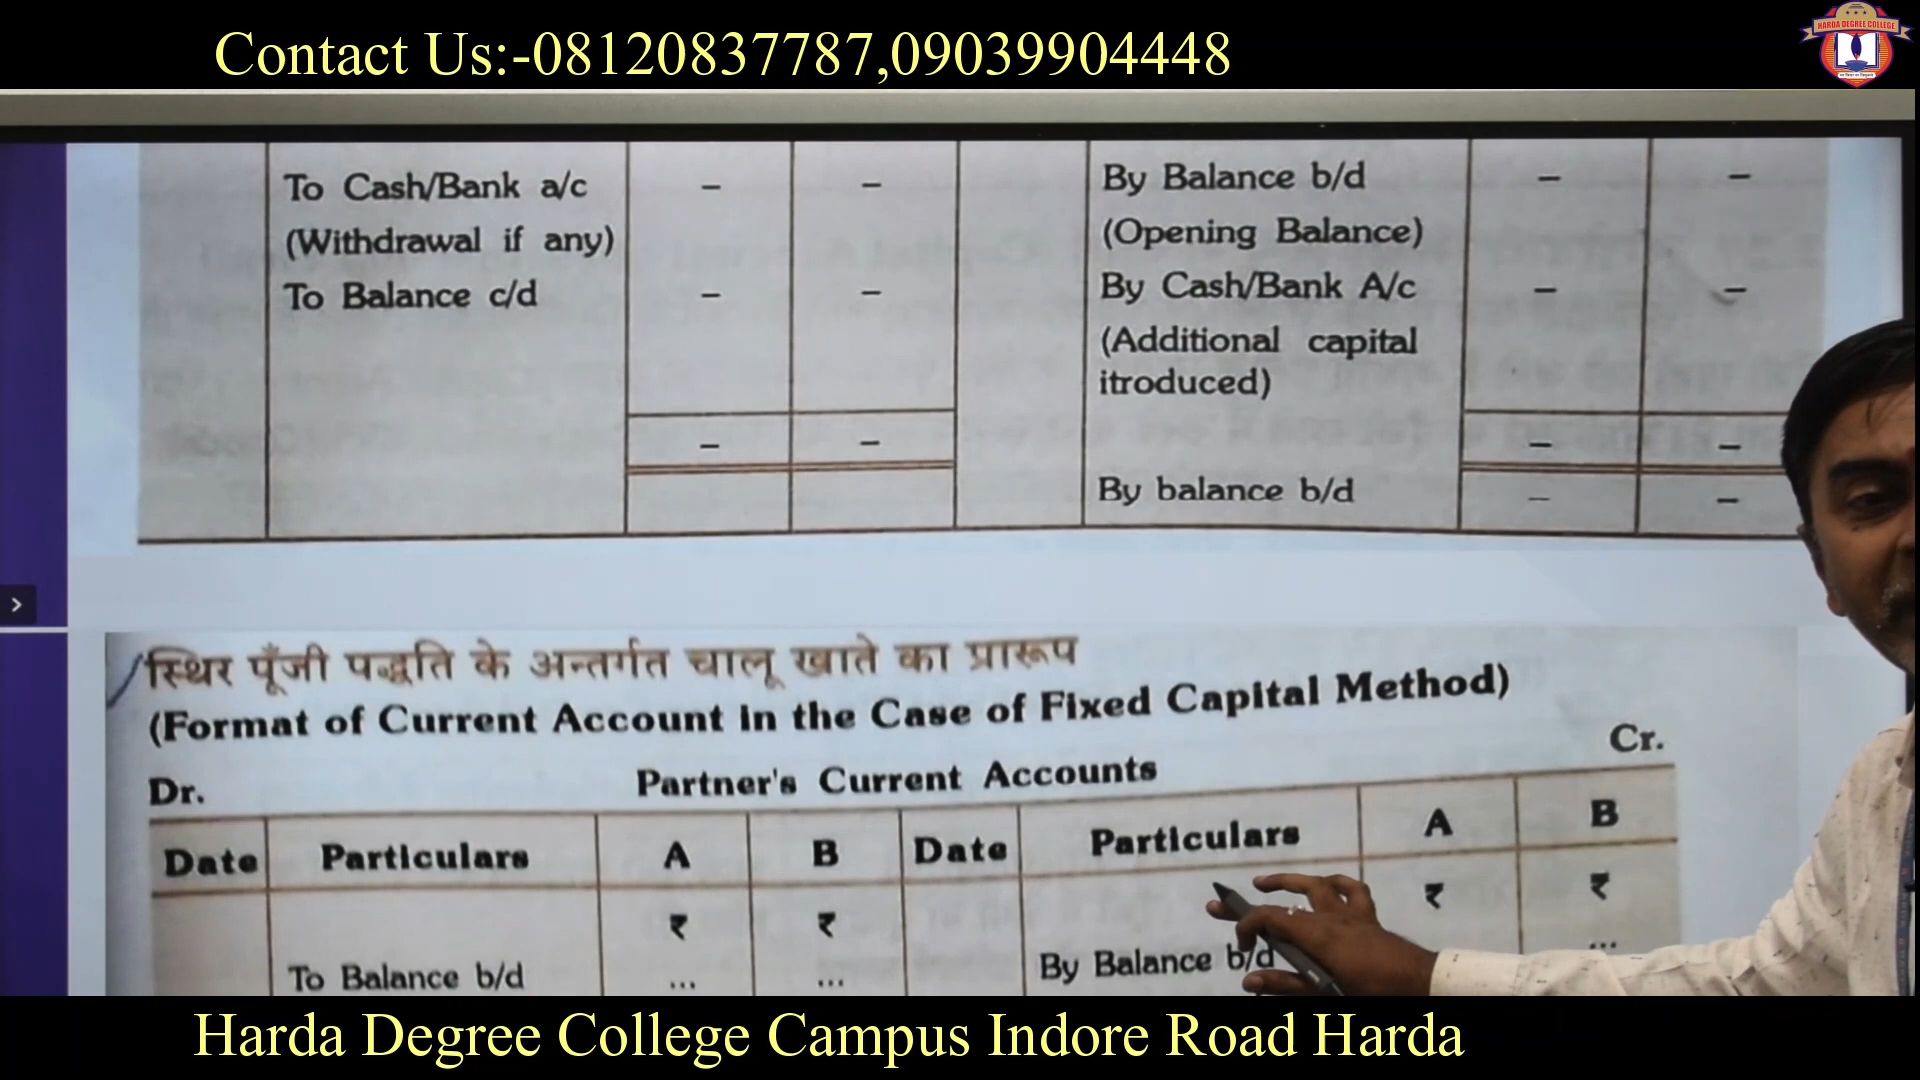 Contact Us:-08120837787,09039904448
HARDA DEGREE COLLEGE
To Cash/Bank a/c - - By Balance b/d - -
(Withdrawal if any) (Opening Balance)
To Balance c/d - - By Cash/Bank A/c - -
(Additional capital
itroduced)
- - - -
By balance b/d - -
स्थिर पूँजी पद्धति के अन्तर्गत चालू खाते का प्रारूप
(Format of Current Account in the Case of Fixed Capital Method)
Dr. Partner's Current Accounts Cr.
Date Particulars A B Date Particulars A B
₹ ₹ ₹ ₹
To Balance b/d ... ... By Balance b/d ...
Harda Degree College Campus Indore Road Harda